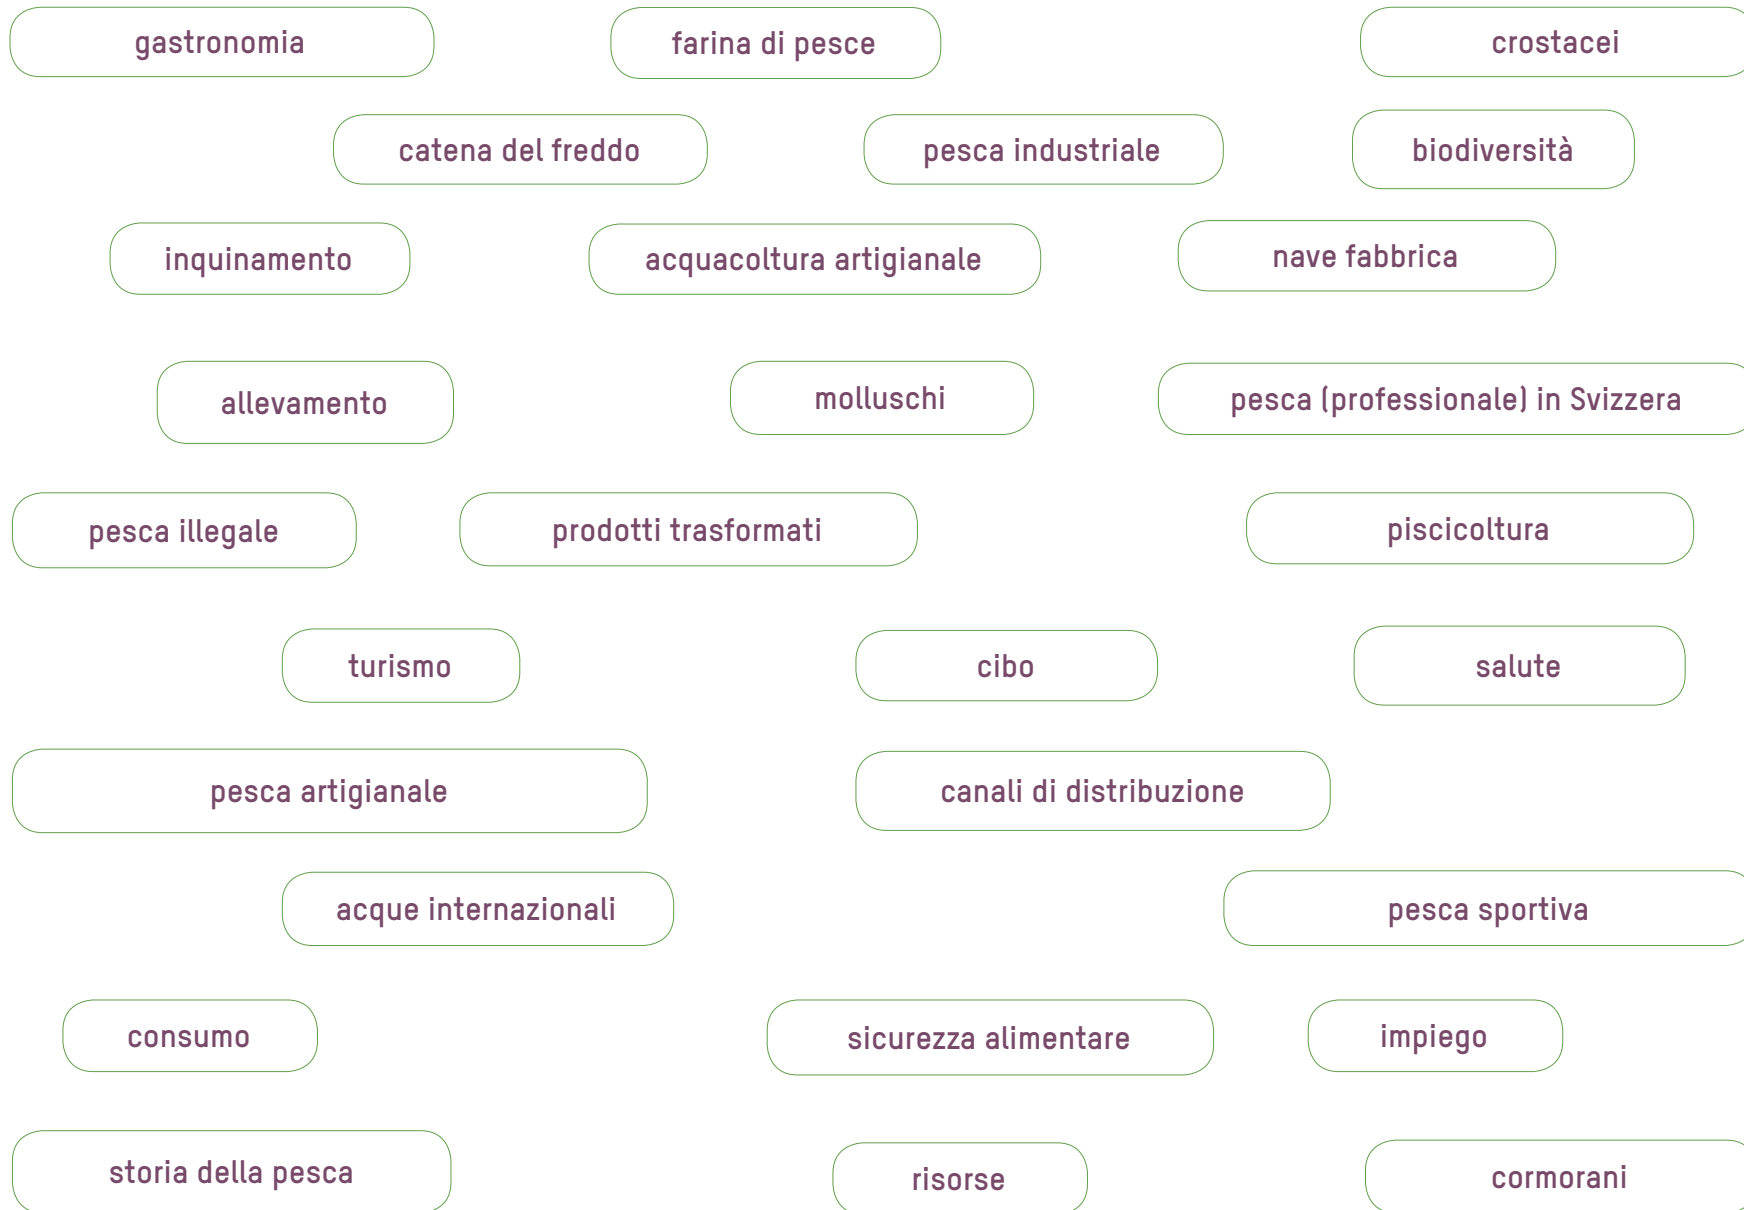 gastronomia
farina di pesce
crostacei
catena del freddo
pesca industriale
biodiversità
inquinamento
acquacoltura artigianale
nave fabbrica
allevamento
molluschi
pesca (professionale) in Svizzera
pesca illegale
prodotti trasformati
piscicoltura
turismo
cibo
salute
pesca artigianale
canali di distribuzione
acque internazionali
pesca sportiva
consumo
sicurezza alimentare
impiego
storia della pesca
risorse
cormorani